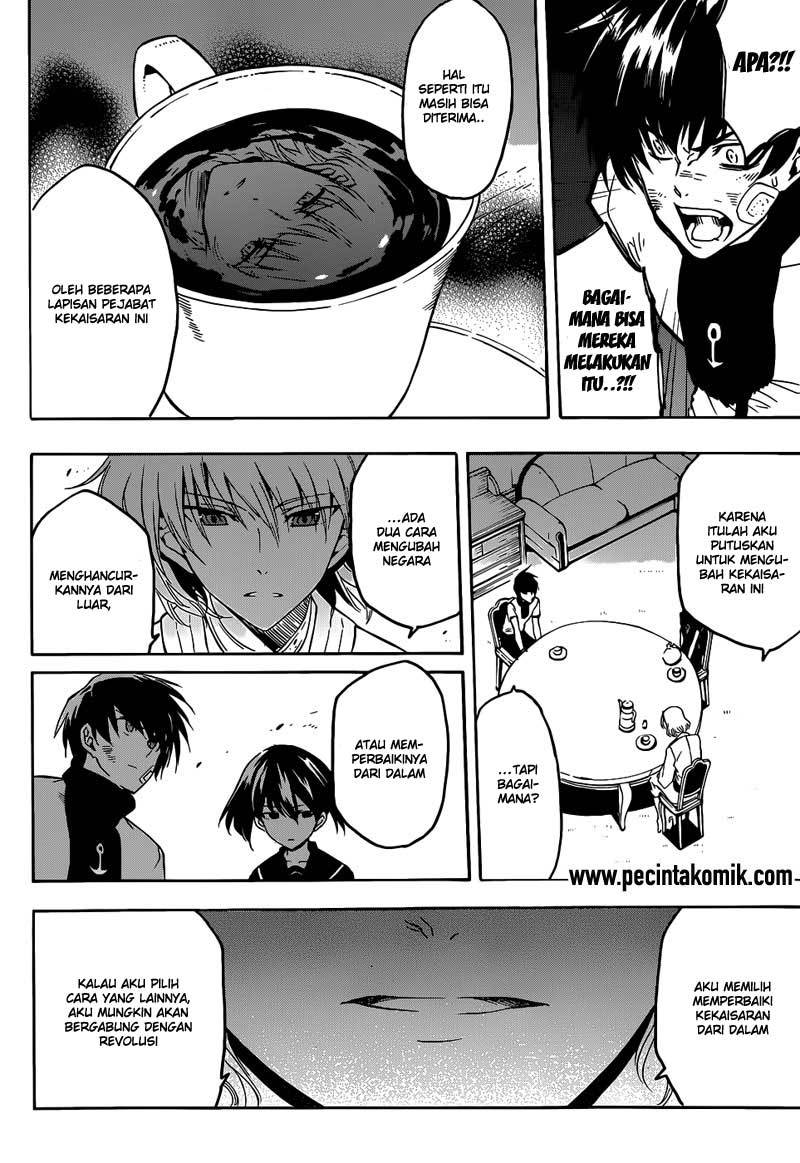 APA?!!
BAGAI-
MANA BISA
MEREKA
MELAKUKAN
ITU..?!!
HAL
SEPERTI ITU
MASIH BISA
DITERIMA..
OLEH BEBERAPA
LAPISAN PEJABAT
KEKAISARAN INI
KARENA
ITULAH AKU
PUTUSKAN
UNTUK MENGU-
BAH KEKAISA-
RAN INI
...TAPI
BAGAI-
MANA?
...ADA
DUA CARA
MENGUBAH
NEGARA
MENGHANCUR-
KANNYA DARI
LUAR,
ATAU MEM-
PERBAIKINYA
DARI DALAM
www.pecintakomik.com
AKU MEMILIH
MEMPERBAIKI
KEKAISARAN
DARI DALAM
KALAU AKU PILIH
CARA YANG LAINNYA,
AKU MUNGKIN AKAN
BERGABUNG DENGAN
REVOLUSI